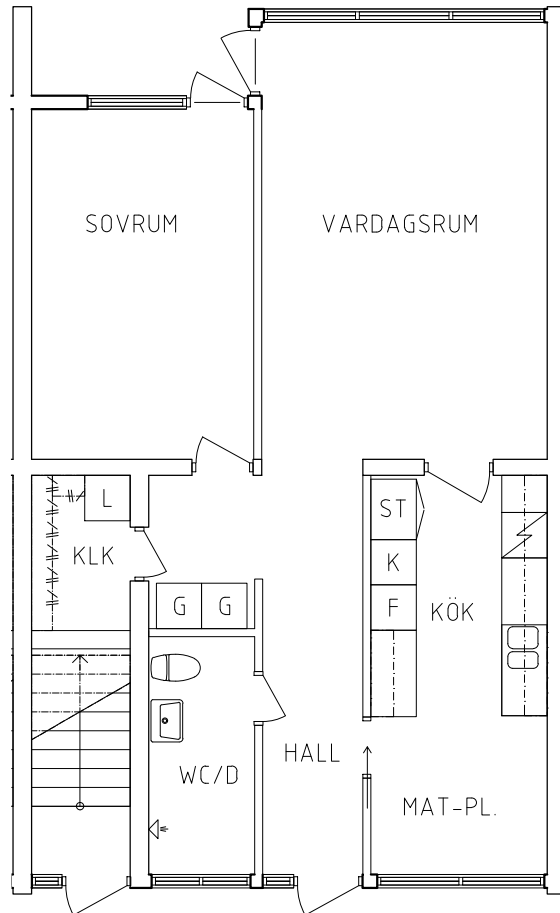 SOVRUM
VARDAGSRUM
L
ST
KLK
K
G
G
F
KÖK
HALL
WC/D
MAT-PL.